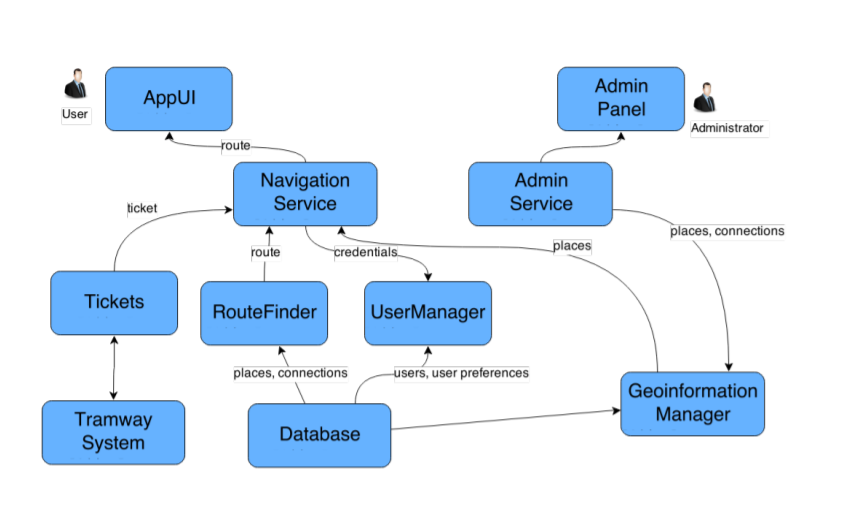 AppUI
User
Admin
Panel
Administrator
route
Navigation
Service
Admin
Service
ticket
places, connections
route
credentials
places
Tickets
RouteFinder
UserManager
places, connections
users, user preferences
Geoinformation
Manager
Tramway
System
Database